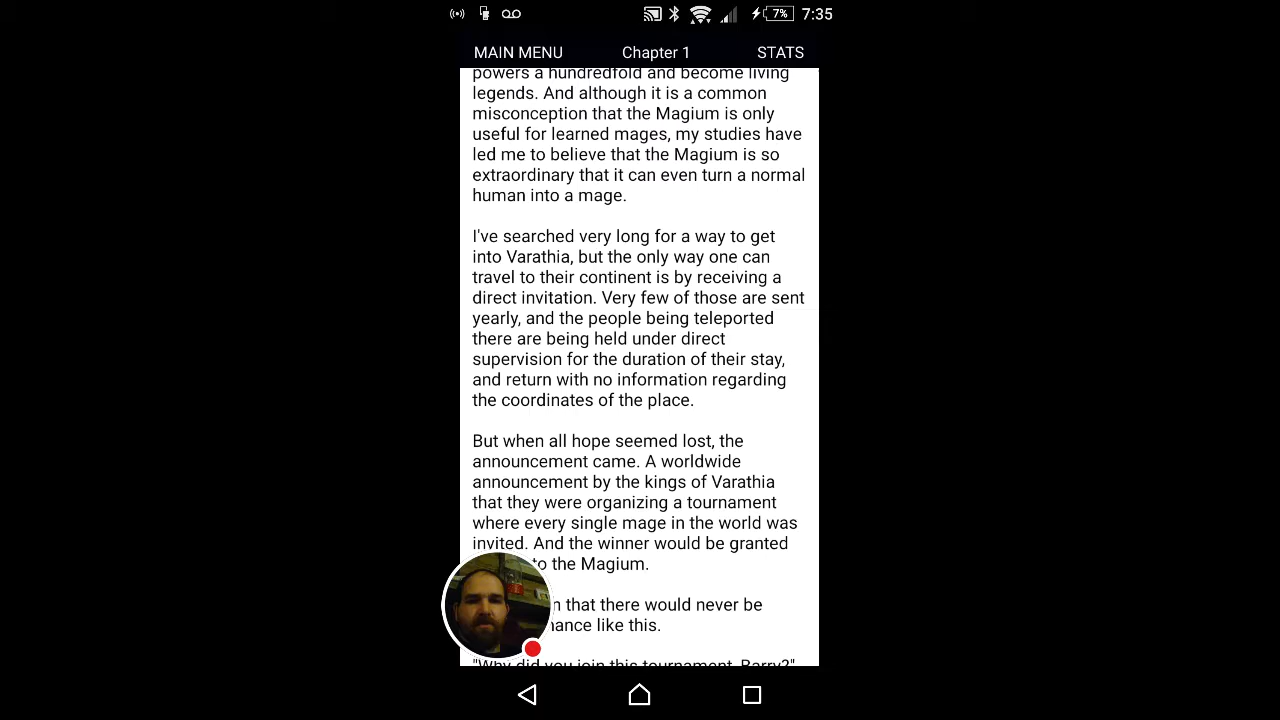 7% 7:35
MAIN MENU Chapter 1 STATS
powers a hundredfold and become living
legends. And although it is a common
misconception that the Magium is only
useful for learned mages, my studies have
led me to believe that the Magium is so
extraordinary that it can even turn a normal
human into a mage.
I've searched very long for a way to get
into Varathia, but the only way one can
travel to their continent is by receiving a
direct invitation. Very few of those are sent
yearly, and the people being teleported
there are being held under direct
supervision for the duration of their stay,
and return with no information regarding
the coordinates of the place.
But when all hope seemed lost, the
announcement came. A worldwide
announcement by the kings of Varathia
that they were organizing a tournament
where every single mage in the world was
invited. And the winner would be granted
to the Magium.
that there would never be
like this.
"Why did you join this tournament, Barry?"